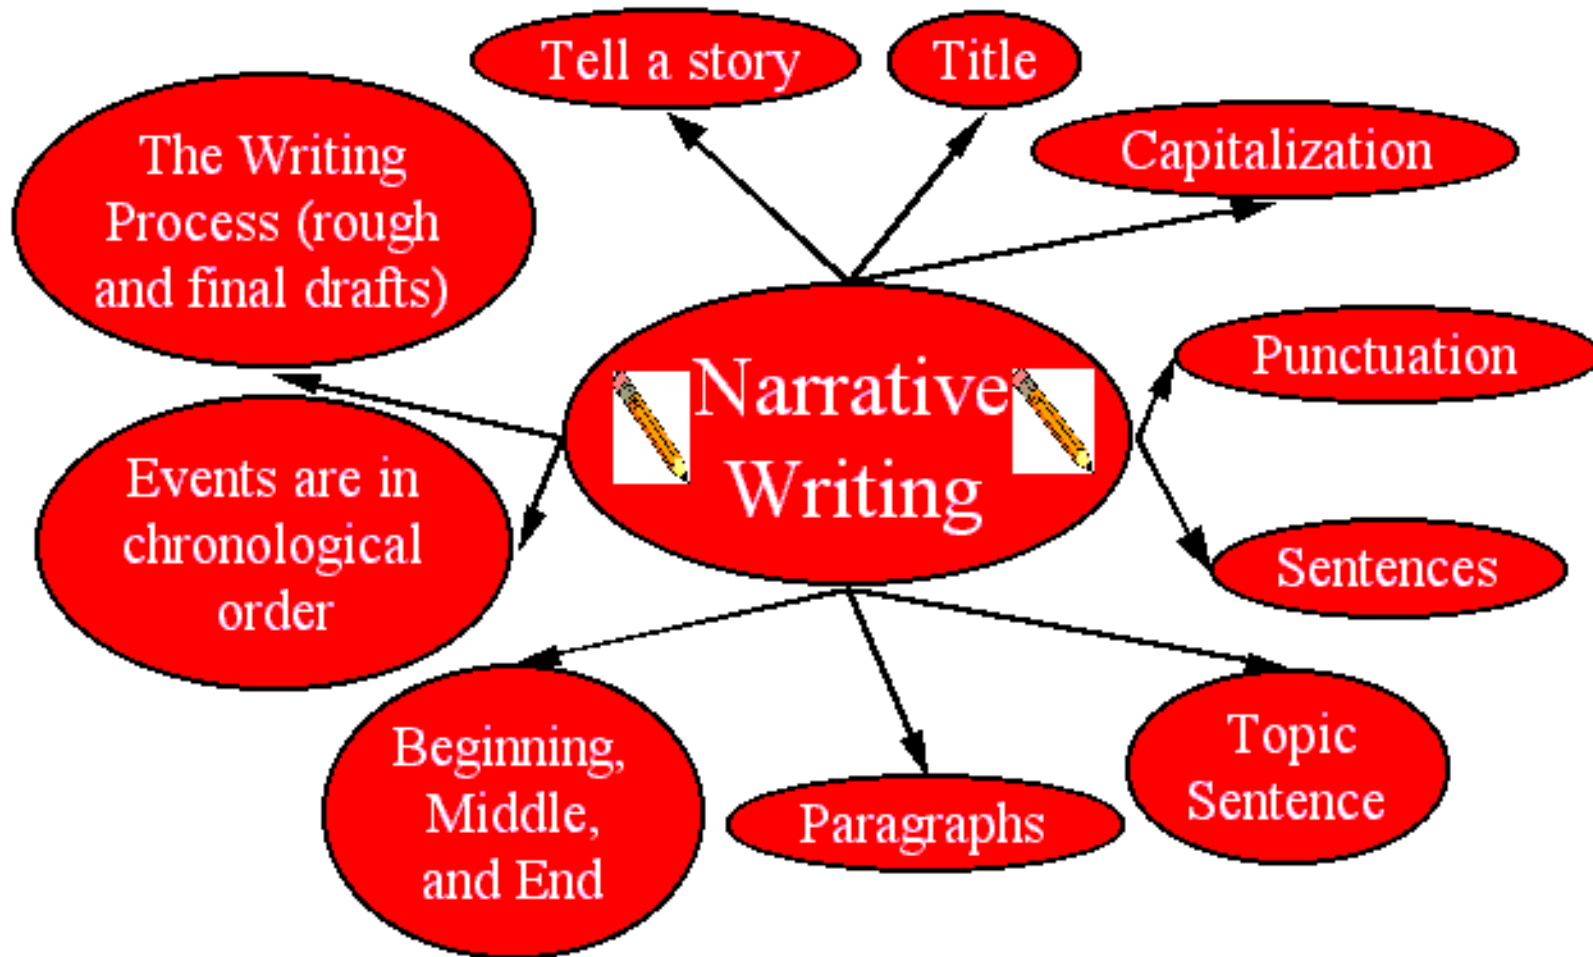 Tell a story
Title
Capitalization
The Writing
Process (rough
and final drafts)
Punctuation
Narrative
Writing
Events are in
chronological
order
Sentences
Beginning,
Middle,
and End
Paragraphs
Topic
Sentence